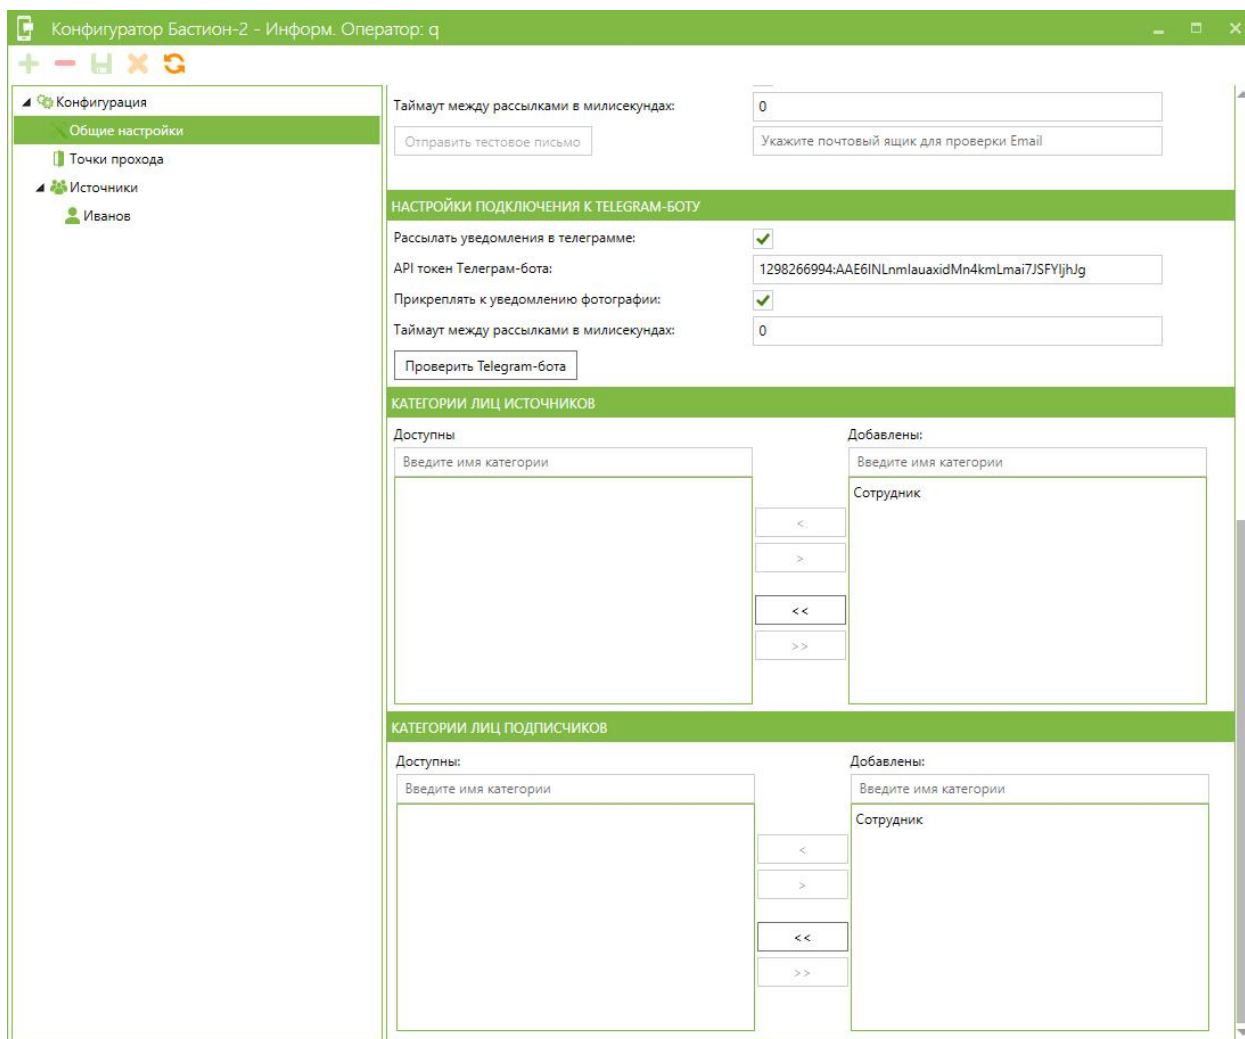 Конфигуратор Бастион-2 - Информ. Оператор: q
Конфигурация
Общие настройки
Точки прохода
Источники
Иванов
Таймаут между рассылками в милисекундах:
0
Отправить тестовое письмо
Укажите почтовый ящик для проверки Email
НАСТРОЙКИ ПОДКЛЮЧЕНИЯ К TELEGRAM-БОТУ
Рассылать уведомления в телеграмме:
API токен Телеграм-бота:
1298266994:AAE6INLnmIauaxidMn4kmLmai7JSFYIjhJg
Прикреплять к уведомлению фотографии:
Таймаут между рассылками в милисекундах:
0
Проверить Telegram-бота
КАТЕГОРИИ ЛИЦ ИСТОЧНИКОВ
Доступны
Добавлены:
Введите имя категории
Введите имя категории
Сотрудник
<
>
<<
>>
КАТЕГОРИИ ЛИЦ ПОДПИСЧИКОВ
Доступны:
Добавлены:
Введите имя категории
Введите имя категории
Сотрудник
<
>
<<
>>